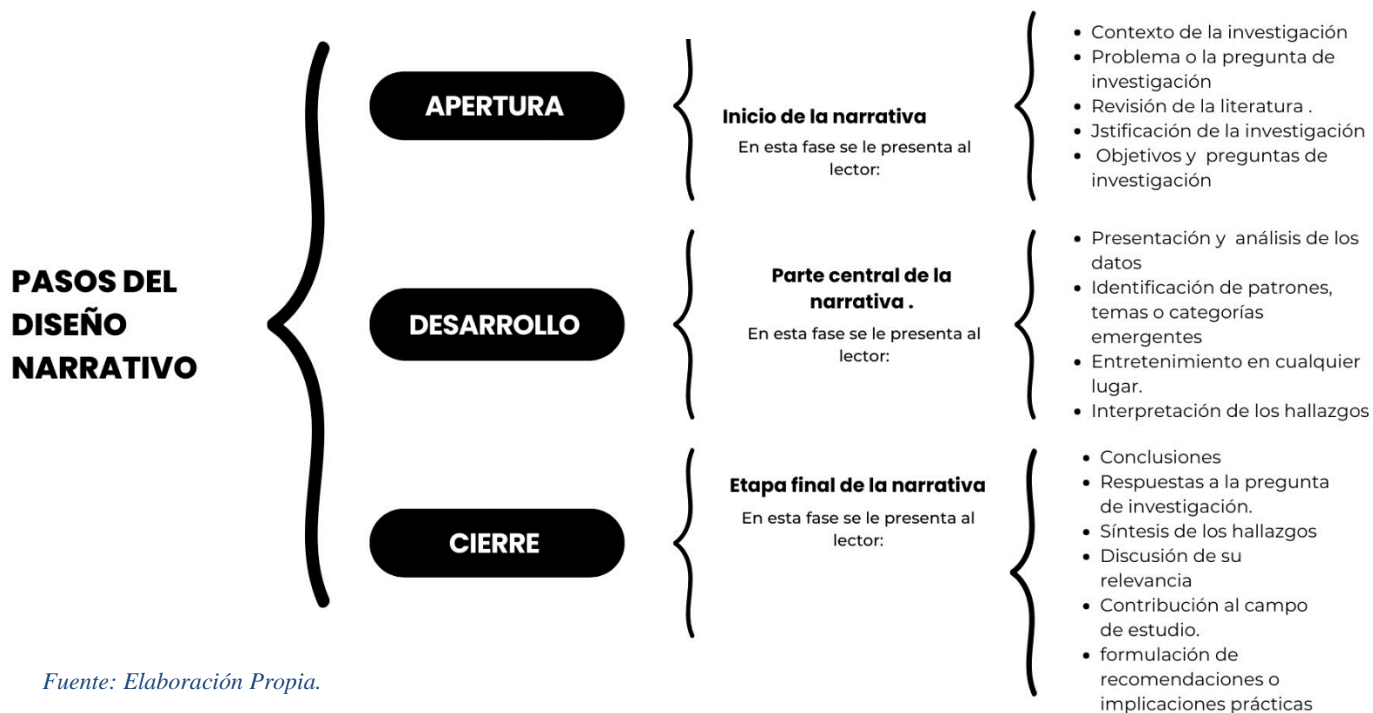 PASOS DEL
DISEÑO
NARRATIVO
APERTURA
Inicio de la narrativa
En esta fase se le presenta al
lector:
• Contexto de la investigación
• Problema o la pregunta de
investigación
• Revisión de la literatura .
• Jstificación de la investigación
• Objetivos y preguntas de
investigación
DESARROLLO
Parte central de la
narrativa .
En esta fase se le presenta al
lector:
• Presentación y análisis de los
datos
• Identificación de patrones,
temas o categorías
emergentes
• Entretenimiento en cualquier
lugar.
• Interpretación de los hallazgos
CIERRE
Etapa final de la narrativa
En esta fase se le presenta al
lector:
• Conclusiones
• Respuestas a la pregunta
de investigación.
• Síntesis de los hallazgos
• Discusión de su
relevancia
• Contribución al campo
de estudio.
• formulación de
recomendaciones o
implicaciones prácticas
Fuente: Elaboración Propia.